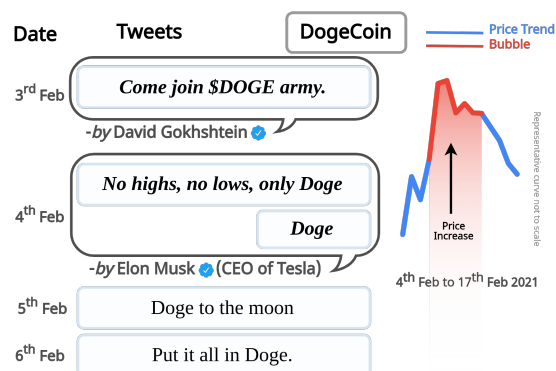 Date
Tweets
DogeCoin
Price Trend
Bubble
3rd Feb
Come join $DOGE army.
-by David Gokhshtein
4th Feb
No highs, no lows, only Doge
Doge
-by Elon Musk (CEO of Tesla)
5th Feb
Doge to the moon
6th Feb
Put it all in Doge.
Price
Increase
4th Feb to 17th Feb 2021
Representative curve not to scale